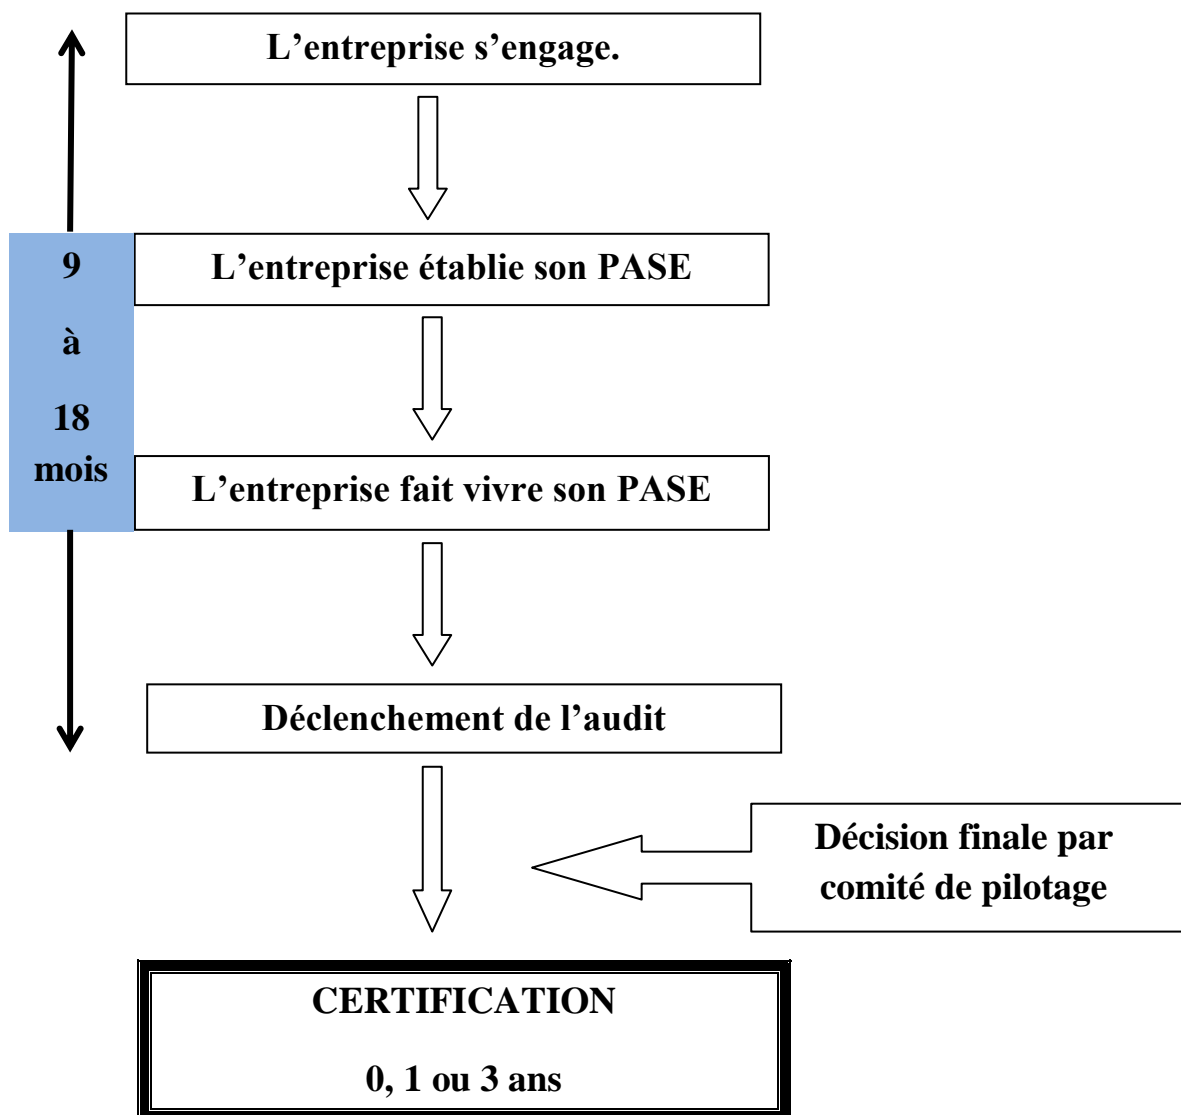 L’entreprise s’engage.
9
à
18
mois
L’entreprise établie son PASE
L’entreprise fait vivre son PASE
Déclenchement de l’audit
Décision finale par
comité de pilotage
CERTIFICATION
0, 1 ou 3 ans